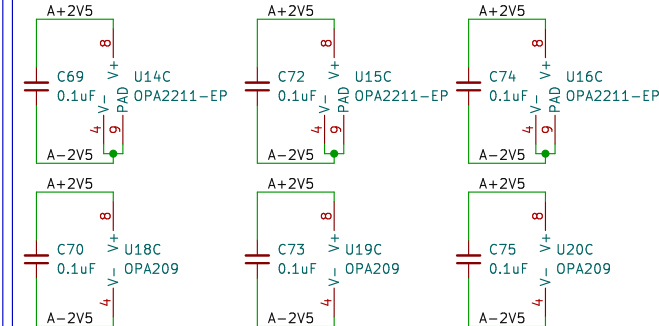 A+2V5
8
V+
C69
0.1uF
U14C
OPA2211-EP
V-
PAD
4
9
A-2V5
A+2V5
8
V+
C72
0.1uF
U15C
OPA2211-EP
V-
PAD
4
9
A-2V5
A+2V5
8
V+
C74
0.1uF
U16C
OPA2211-EP
V-
PAD
4
9
A-2V5
A+2V5
8
V+
C70
0.1uF
U18C
OPA209
V-
4
A-2V5
A+2V5
8
V+
C73
0.1uF
U19C
OPA209
V-
4
A-2V5
A+2V5
8
V+
C75
0.1uF
U20C
OPA209
V-
4
A-2V5